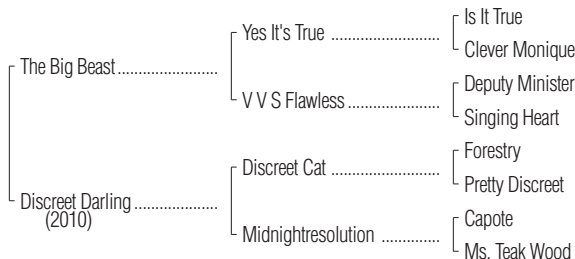 Is It True
Yes It's True ........................
Clever Monique
The Big Beast ......................
Deputy Minister
V V S Flawless ....................
Singing Heart
Forestry
Discreet Cat ........................
Pretty Discreet
Discreet Darling ..................
(2010)
Capote
Midnightresolution ..............
Ms. Teak Wood